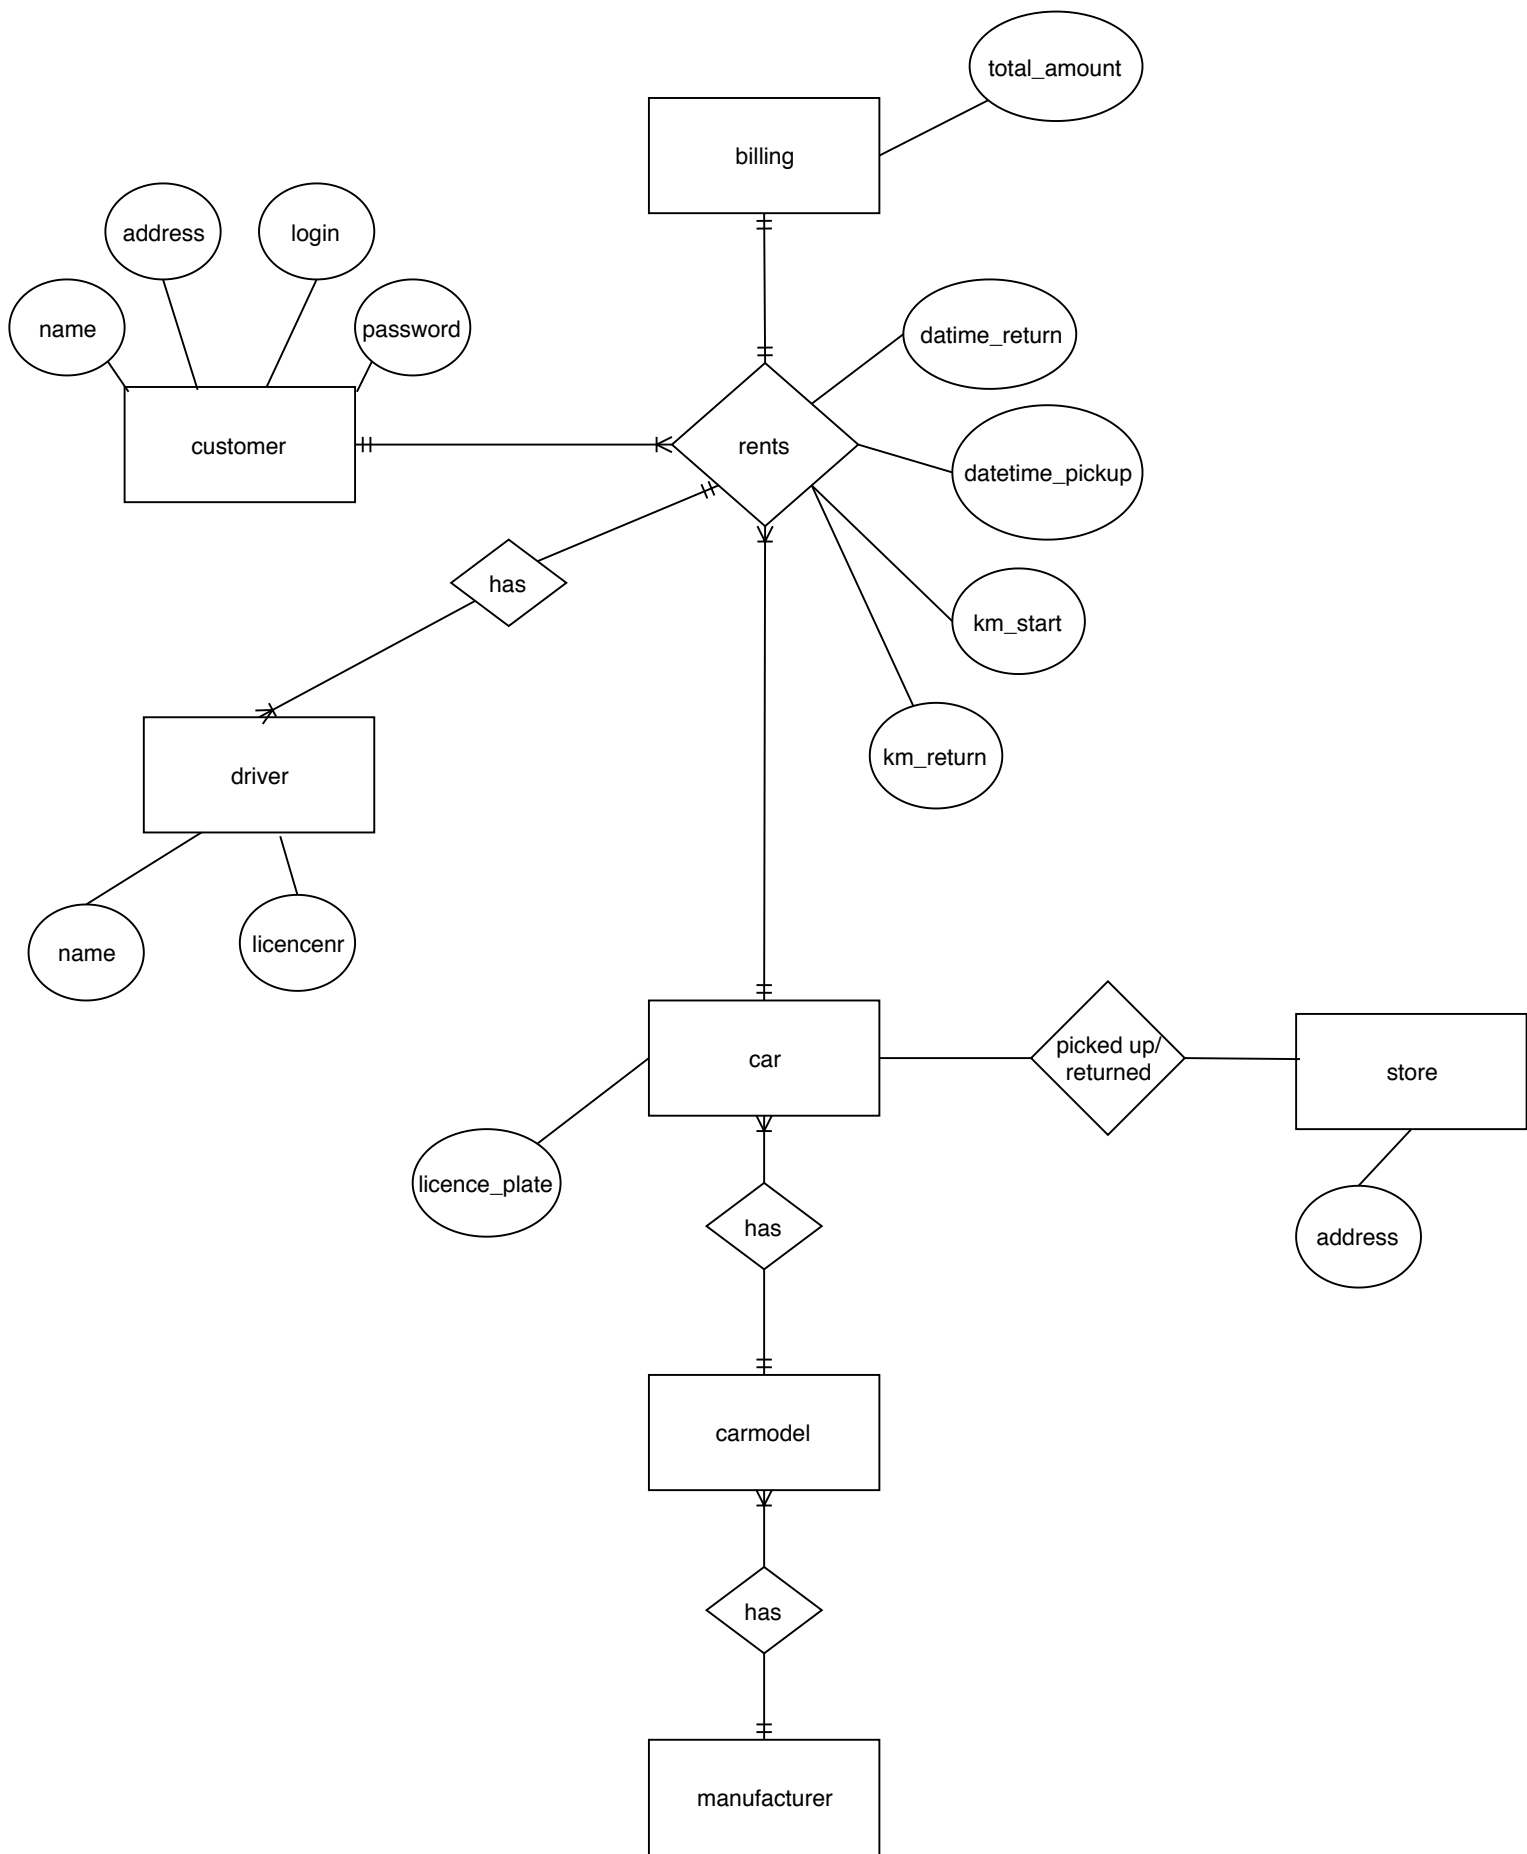 total_amount
billing
address
login
name
password
datime_return
customer
rents
datetime_pickup
has
km_start
driver
km_return
name
licencenr
car
picked up/
returned
store
licence_plate
has
address
carmodel
has
manufacturer